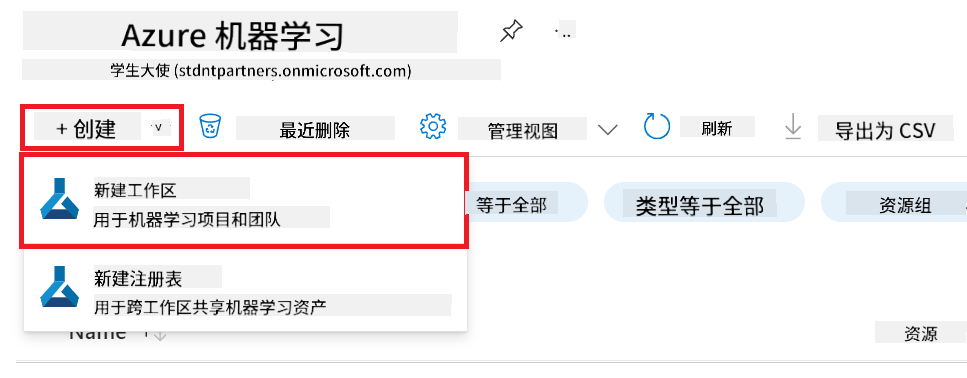 Azure 机器学习
学生大使 (stdntpartners.onmicrosoft.com)
+ 创建
最近删除
管理视图
刷新
导出为 CSV
新建工作区
用于机器学习项目和团队
等于全部
类型等于全部
资源组
新建注册表
用于跨工作区共享机器学习资产
Name
资源